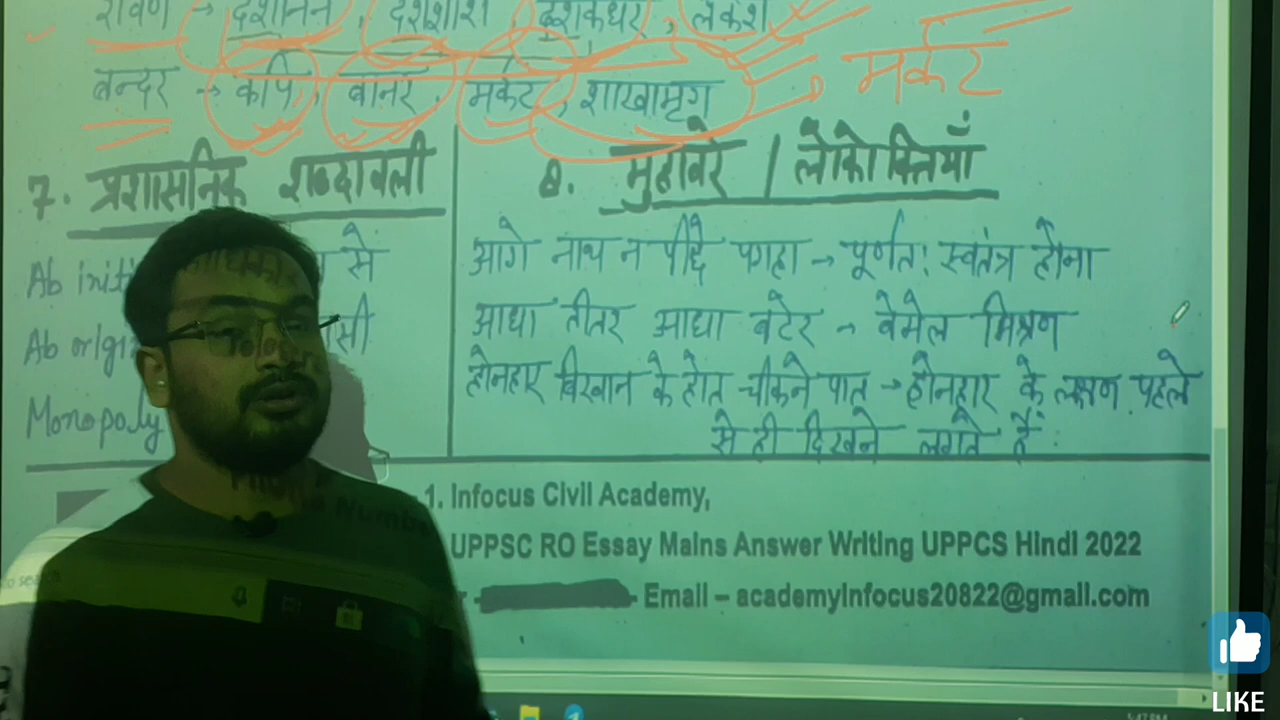 रावण → दशानन, दशशीश, दशकंधर, लंकेश
बन्दर → कपि, वानर, मर्कट, शाखामृग
मर्कट
7. प्रशासनिक शब्दावली
से
Ab origi
सी
Monopoly
8. मुहावरे / लोकोक्तियाँ
आगे नाथ न पीछे पगहा → पूर्णत: स्वतंत्र होना
आधा तीतर आधा बटेर → बेमेल मिश्रण
होनहार बिरवान के होत चीकने पात → होनहार के लक्षण पहले
से ही दिखने लगते हैं
1. Infocus Civil Academy,
UPPSC RO Essay Mains Answer Writing UPPCS Hindi 2022
Email – academyinfocus20822@gmail.com
LIKE